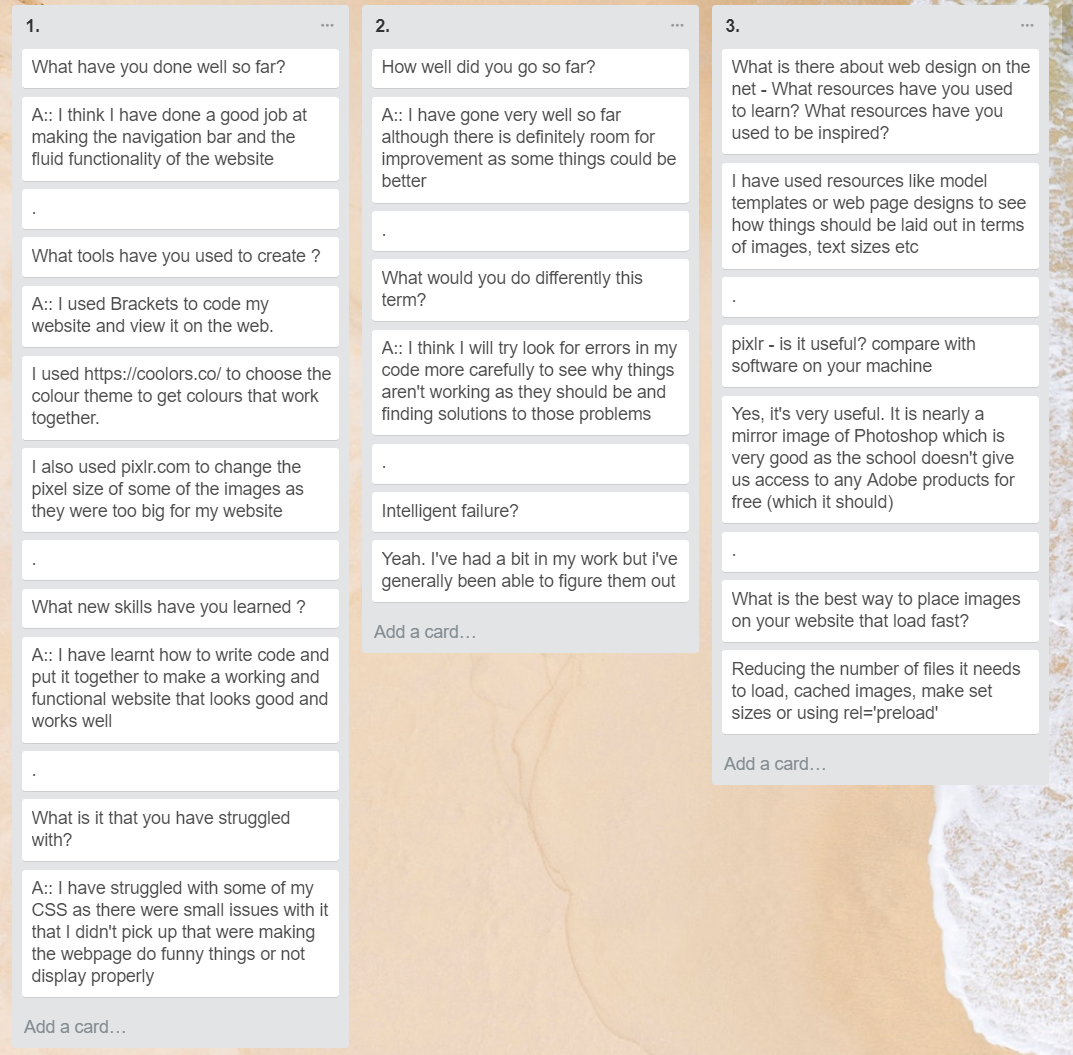 1.
What have you done well so far?
A:: I think I have done a good job at
making the navigation bar and the
fluid functionality of the website
.
What tools have you used to create ?
A:: I used Brackets to code my
website and view it on the web.
I used https://coolors.co/ to choose the
colour theme to get colours that work
together.
I also used pixlr.com to change the
pixel size of some of the images as
they were too big for my website
.
What new skills have you learned ?
A:: I have learnt how to write code and
put it together to make a working and
functional website that looks good and
works well
.
What is it that you have struggled
with?
A:: I have struggled with some of my
CSS as there were small issues with it
that I didn't pick up that were making
the webpage do funny things or not
display properly
Add a card…
2.
How well did you go so far?
A:: I have gone very well so far
although there is definitely room for
improvement as some things could be
better
.
What would you do differently this
term?
A:: I think I will try look for errors in my
code more carefully to see why things
aren't working as they should be and
finding solutions to those problems
.
Intelligent failure?
Yeah. I've had a bit in my work but i've
generally been able to figure them out
Add a card…
3.
What is there about web design on the
net - What resources have you used
to learn? What resources have you
used to be inspired?
I have used resources like model
templates or web page designs to see
how things should be laid out in terms
of images, text sizes etc
.
pixlr - is it useful? compare with
software on your machine
Yes, it's very useful. It is nearly a
mirror image of Photoshop which is
very good as the school doesn't give
us access to any Adobe products for
free (which it should)
.
What is the best way to place images
on your website that load fast?
Reducing the number of files it needs
to load, cached images, make set
sizes or using rel='preload'
Add a card…